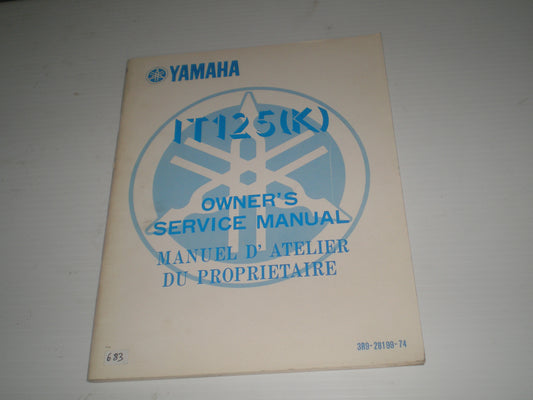 YAMAHA
IT125(K)
OWNER'S
SERVICE MANUAL
MANUEL D' ATELIER
DU PROPRIETAIRE
683
3R9-28199-74